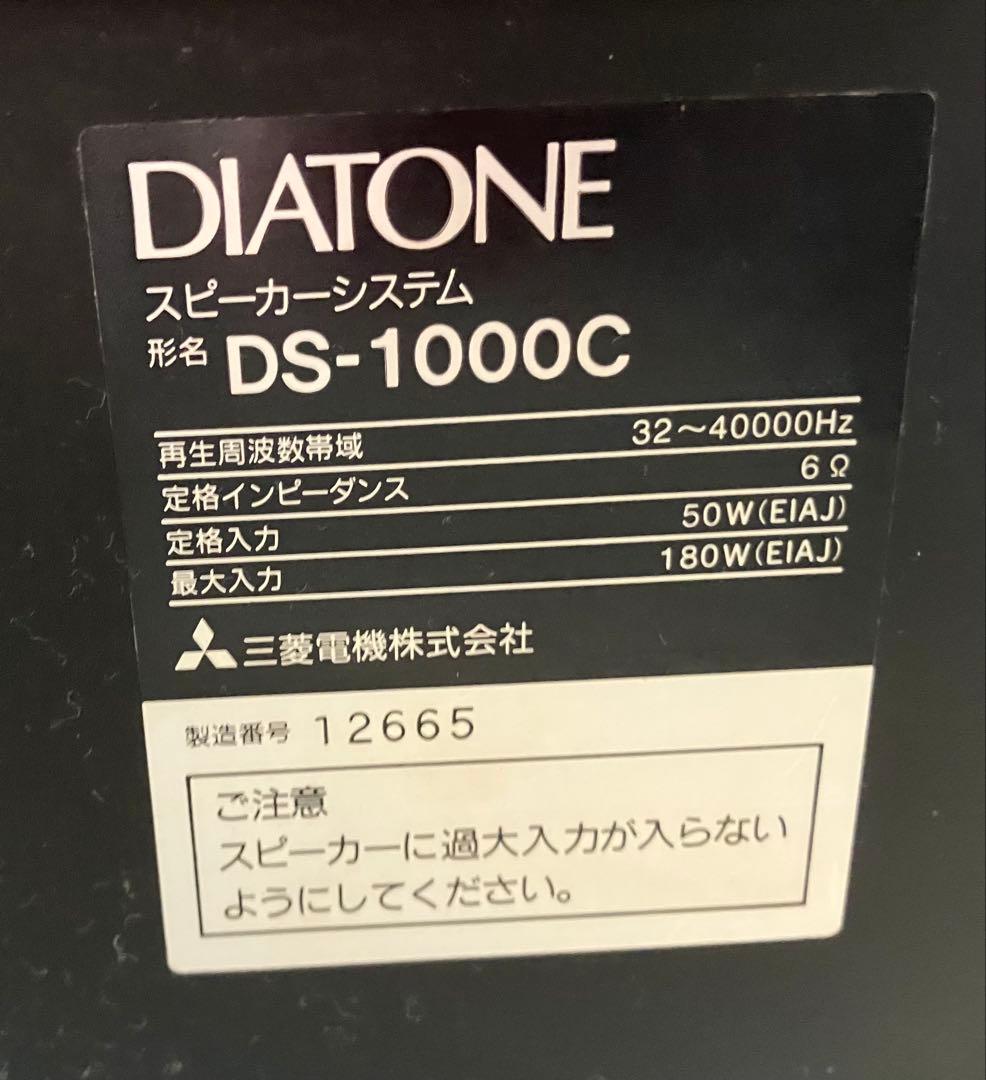 DIATONE
スピーカーシステム
形名 DS-1000C
再生周波数帯域 32～40000Hz
定格インピーダンス 6Ω
定格入力 50W(EIAJ)
最大入力 180W(EIAJ)
三菱電機株式会社
製造番号 12665
ご注意
スピーカーに過大入力が入らない
ようにしてください。